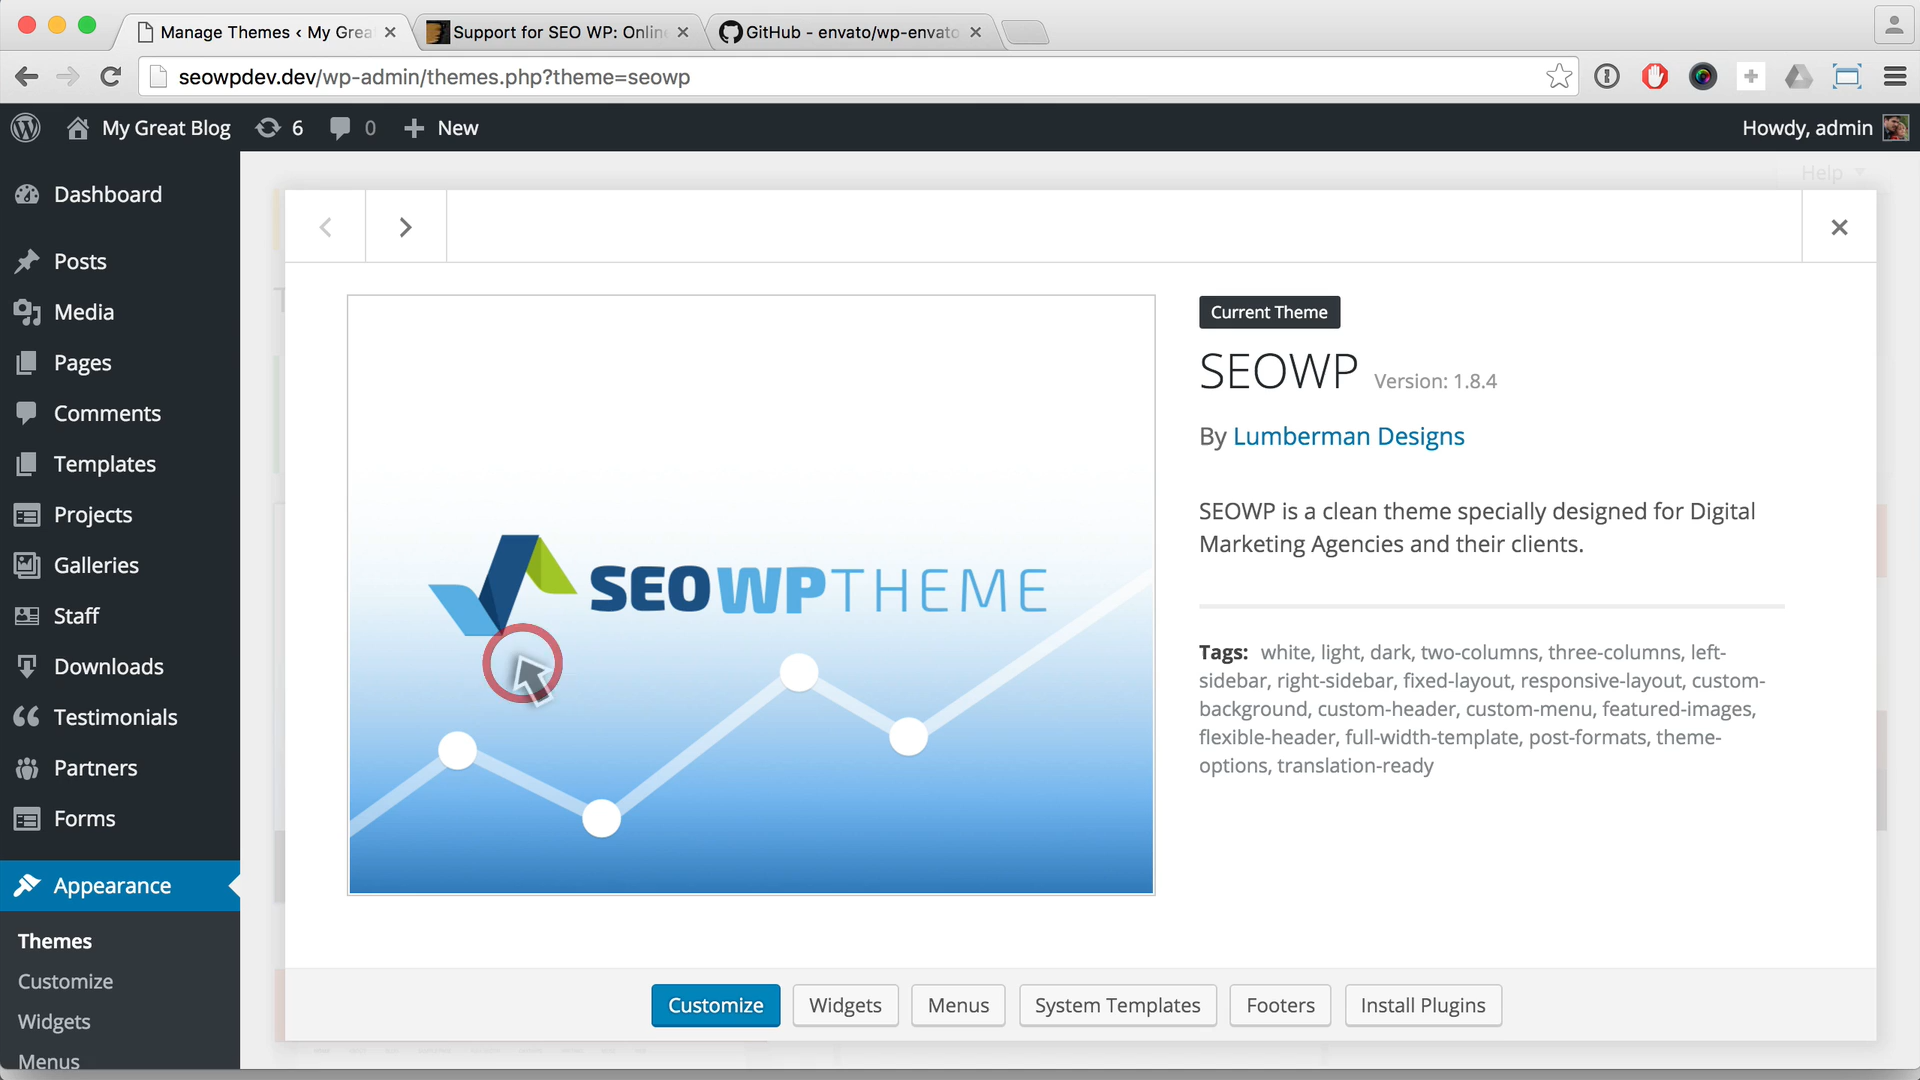 Manage Themes ‹ My Grea
Support for SEO WP: Onlin
GitHub - envato/wp-envato
seowpdev.dev/wp-admin/themes.php?theme=seowp
My Great Blog
6
0
New
Howdy, admin
Help
Dashboard
Posts
Media
Pages
Comments
Templates
Projects
Galleries
Staff
Downloads
Testimonials
Partners
Forms
Appearance
Themes
Customize
Widgets
Menus
SEOWPTHEME
Current Theme
SEOWP Version: 1.8.4
By Lumberman Designs
SEOWP is a clean theme specially designed for Digital
Marketing Agencies and their clients.
Tags: white, light, dark, two-columns, three-columns, left-
sidebar, right-sidebar, fixed-layout, responsive-layout, custom-
background, custom-header, custom-menu, featured-images,
flexible-header, full-width-template, post-formats, theme-
options, translation-ready
Customize
Widgets
Menus
System Templates
Footers
Install Plugins